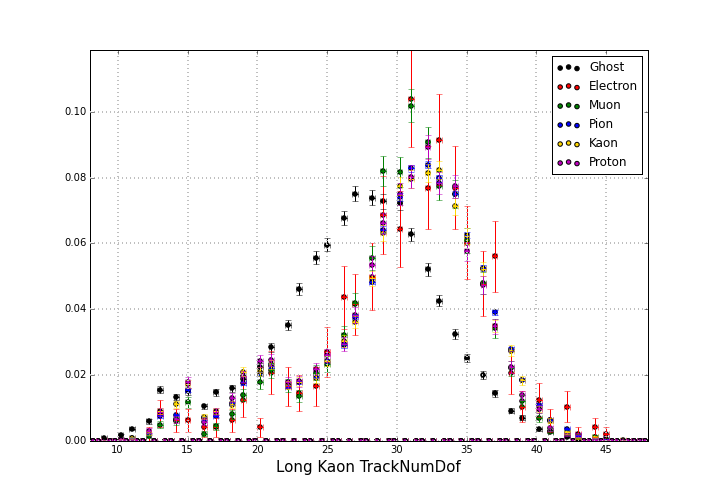 0.10
0.08
0.06
0.04
0.02
0.00
10 15 20 25 30 35 40 45
Long Kaon TrackNumDof
Ghost
Electron
Muon
Pion
Kaon
Proton